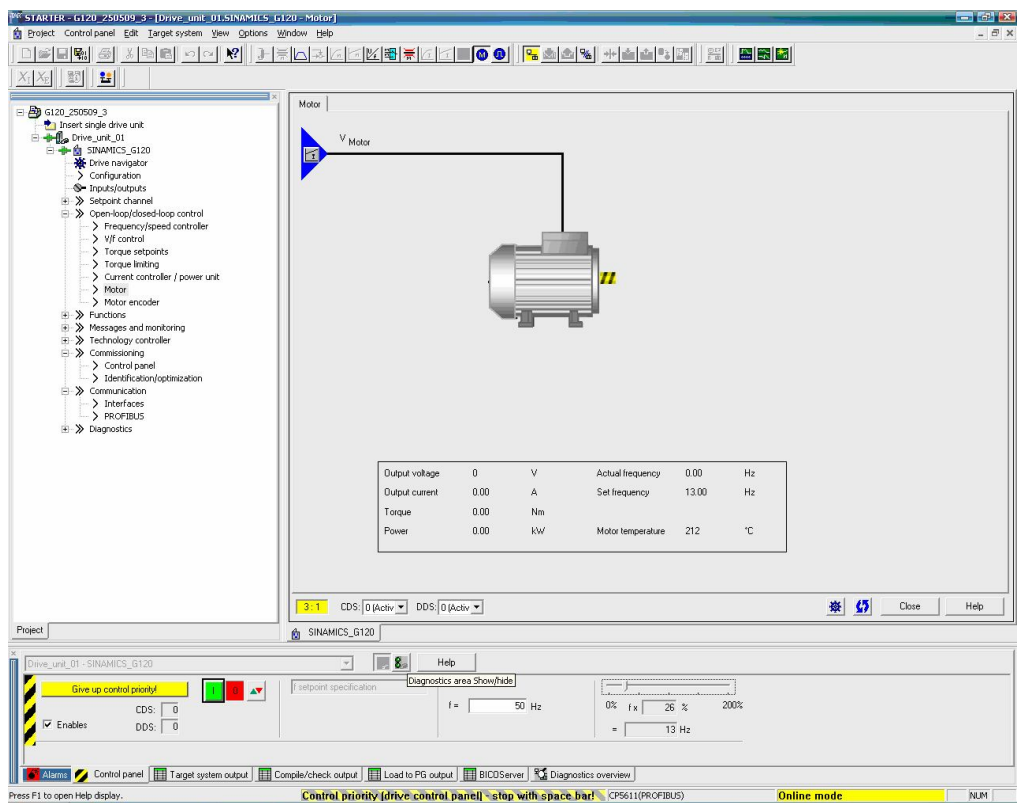 STARTER - G120_250509_3 - [Drive_unit_01.SINAMICS_G120 - Motor]
Project Control panel Edit Target system View Options Window Help
G120_250509_3
Insert single drive unit
Drive_unit_01
SINAMICS_G120
Drive navigator
Configuration
Inputs/outputs
Setpoint channel
Open-loop/closed-loop control
Frequency/speed controller
V/f control
Torque setpoints
Torque limiting
Current controller / power unit
Motor
Motor encoder
Functions
Messages and monitoring
Technology controller
Commissioning
Control panel
Identification/optimization
Communication
Interfaces
PROFIBUS
Diagnostics
Project
Motor
V Motor
Output voltage 0 V Actual frequency 0.00 Hz
Output current 0.00 A Set frequency 13.00 Hz
Torque 0.00 Nm
Power 0.00 kW Motor temperature 212 °C
3 : 1 CDS: 0 (Activ DDS: 0 (Activ Close Help
SINAMICS_G120
Drive_unit_01 - SINAMICS_G120 Help
Diagnostics area Show/hide
Give up control priority! I 0
CDS: 0
Enables DDS: 0
f setpoint specification
f = 50 Hz
0% f x 26 % 200%
= 13 Hz
Alarms Control panel Target system output Compile/check output Load to PG output BICOServer Diagnostics overview
Press F1 to open Help display. Control priority [drive control panel] - stop with space bar! CP5611(PROFIBUS) Online mode NUM